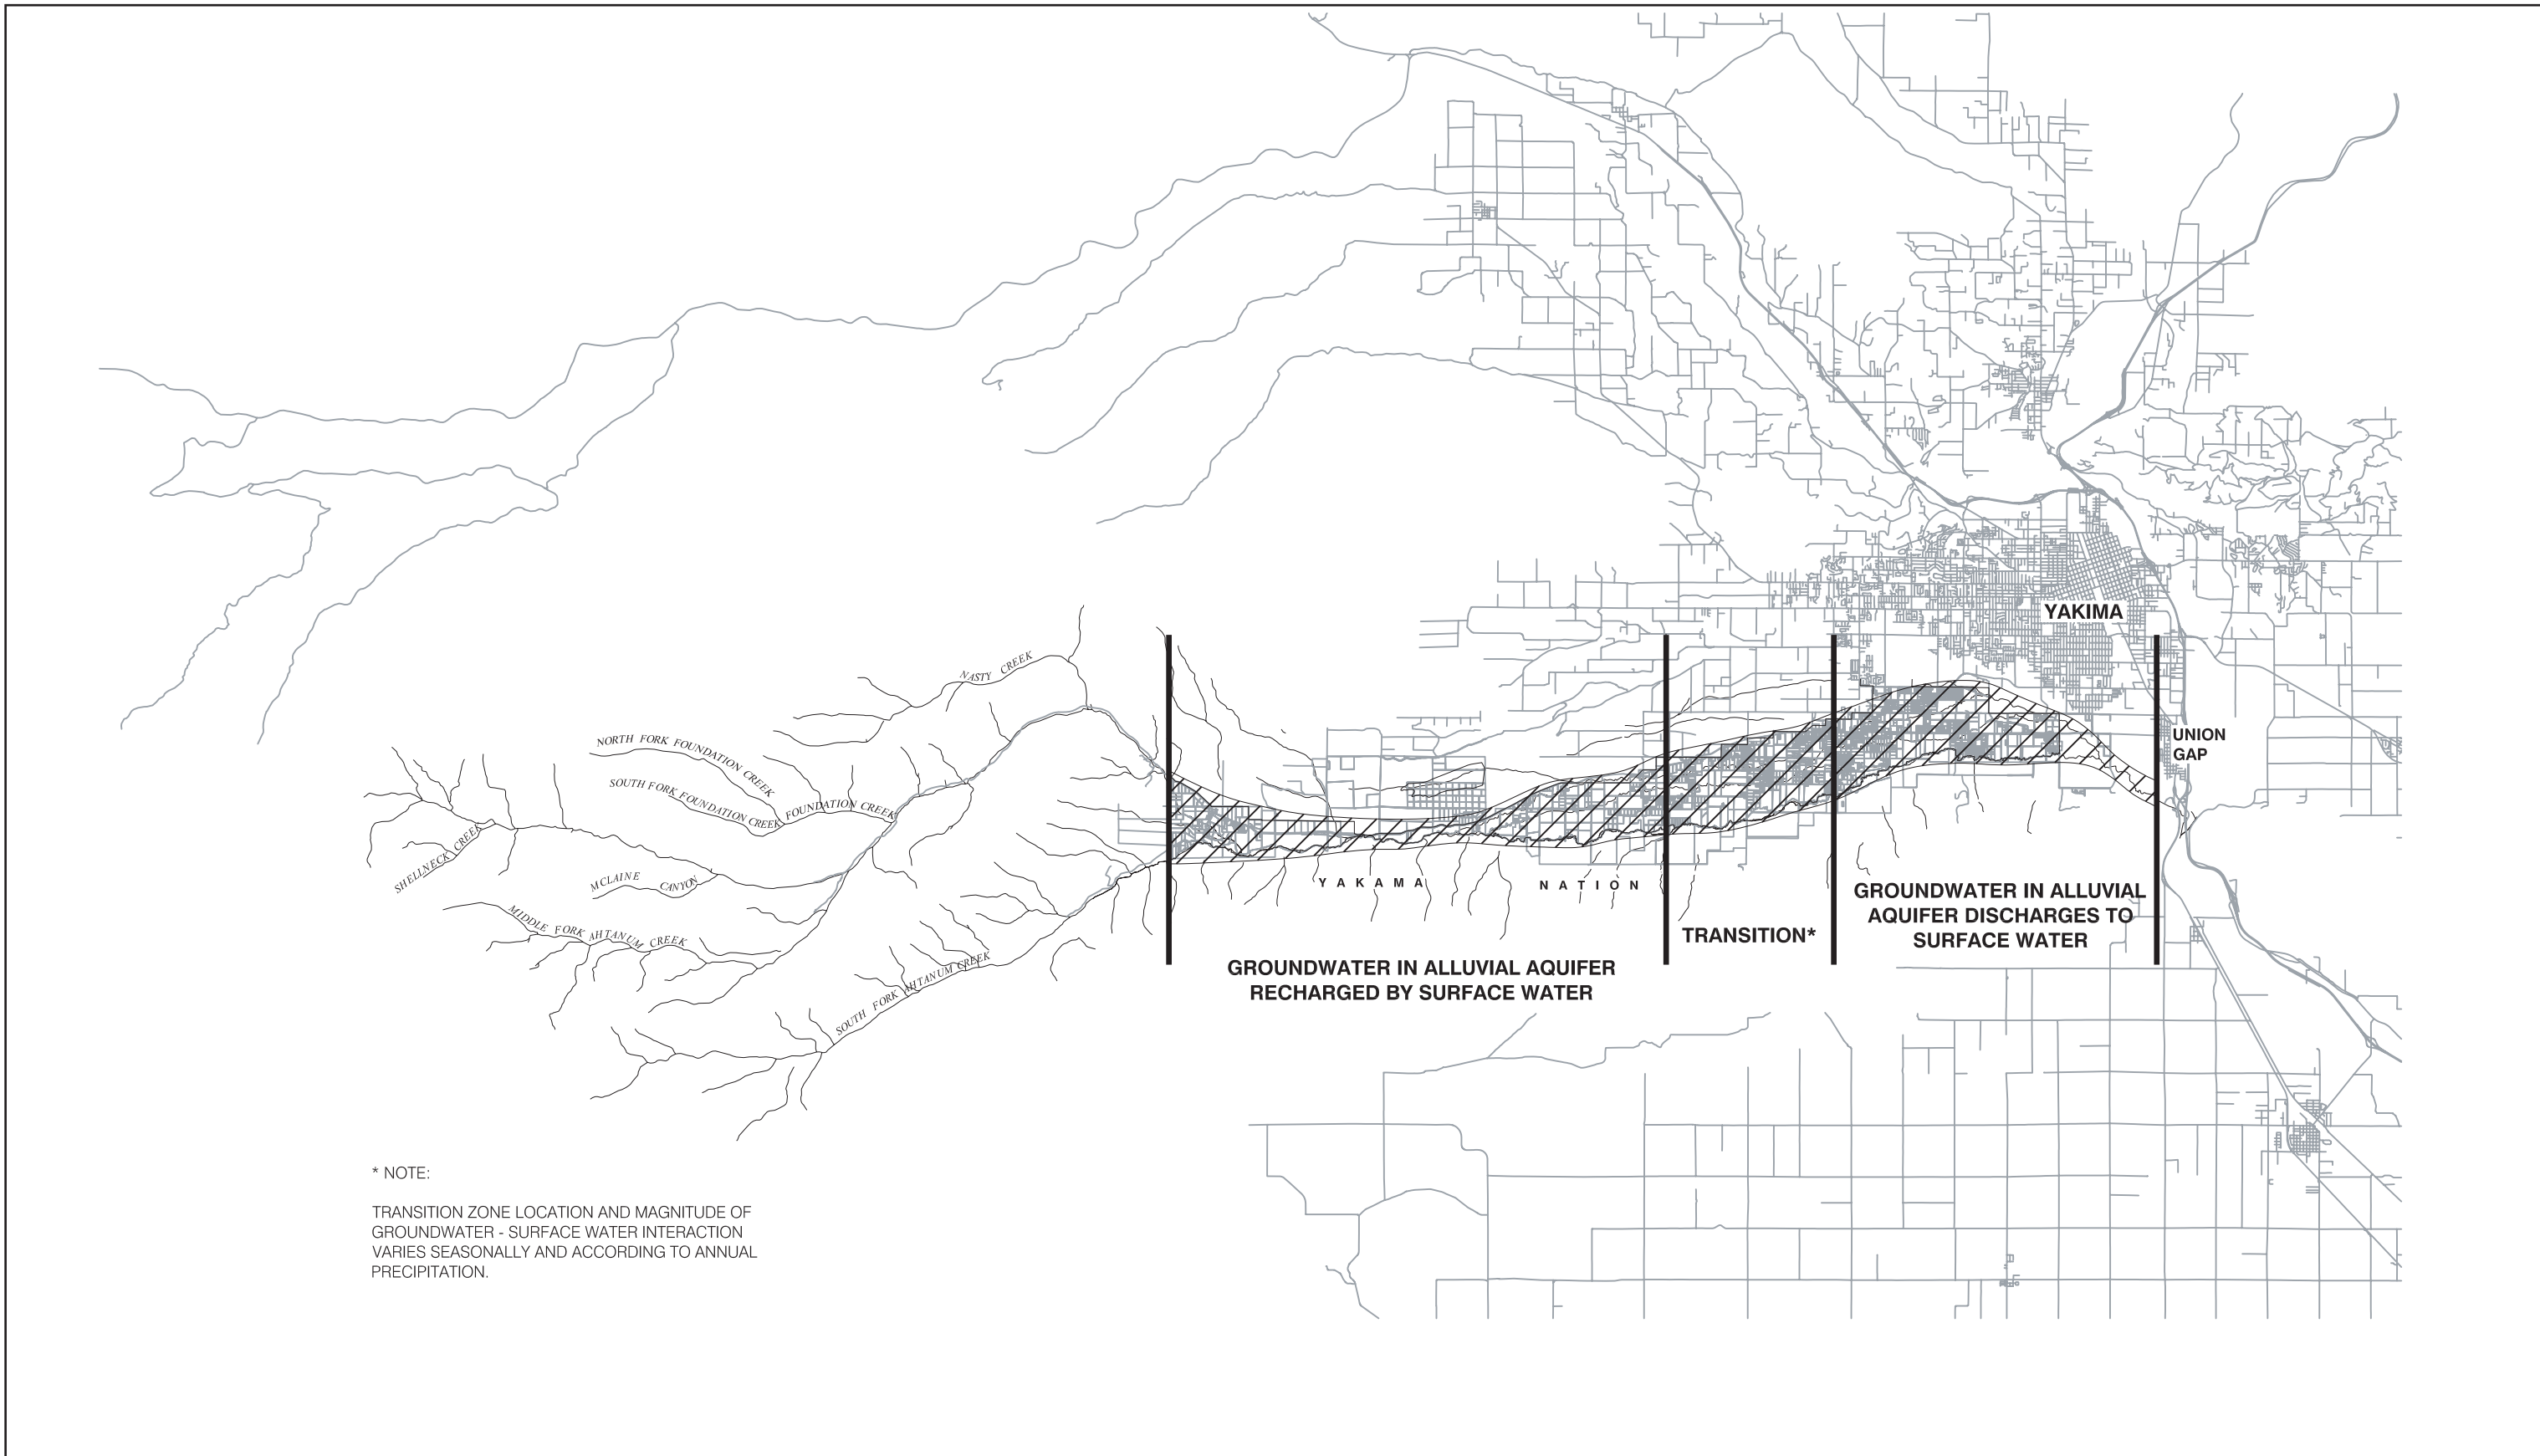 YAKIMA
NASTY CREEK
UNION
GAP
NORTH FORK FOUNDATION CREEK
SOUTH FORK FOUNDATION CREEK
FOUNDATION CREEK
SHELLNECK CREEK
MCLAINE CANYON
YAKAMA NATION
MIDDLE FORK AHTANUM CREEK
SOUTH FORK AHTANUM CREEK
GROUNDWATER IN ALLUVIAL AQUIFER
RECHARGED BY SURFACE WATER
TRANSITION*
GROUNDWATER IN ALLUVIAL
AQUIFER DISCHARGES TO
SURFACE WATER
* NOTE:
TRANSITION ZONE LOCATION AND MAGNITUDE OF
GROUNDWATER - SURFACE WATER INTERACTION
VARIES SEASONALLY AND ACCORDING TO ANNUAL
PRECIPITATION.